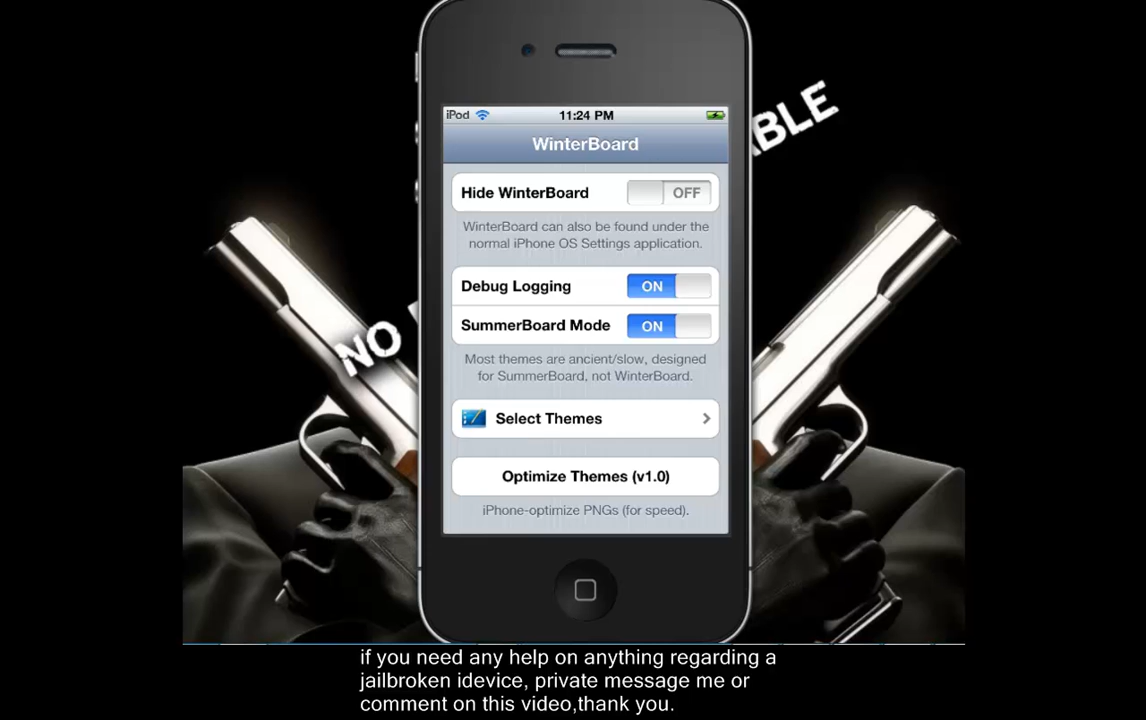 iPod 11:24 PM
WinterBoard
Hide WinterBoard OFF
WinterBoard can also be found under the
normal iPhone OS Settings application.
Debug Logging ON
SummerBoard Mode ON
Most themes are ancient/slow, designed
for SummerBoard, not WinterBoard.
Select Themes
Optimize Themes (v1.0)
iPhone-optimize PNGs (for speed).
NO
if you need any help on anything regarding a
jailbroken idevice, private message me or
comment on this video,thank you.